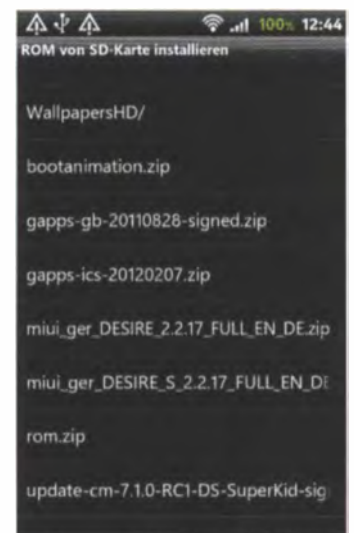 100% 12:44
ROM von SD-Karte installieren
WallpapersHD/
bootanimation.zip
gapps-gb-20110828-signed.zip
gapps-ics-20120207.zip
miui_ger_DESIRE_2.2.17_FULL_EN_DE.zip
miui_ger_DESIRE_S_2.2.17_FULL_EN_DE
rom.zip
update-cm-7.1.0-RC1-DS-SuperKid-sig